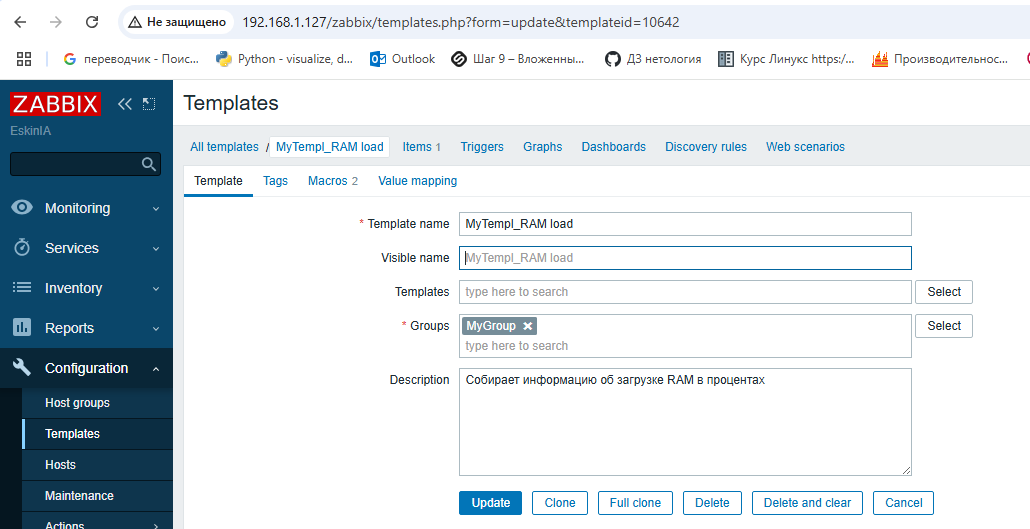 Не защищено 192.168.1.127/zabbix/templates.php?form=update&templateid=10642
переводчик - Поис... Python - visualize, d... Outlook Шаг 9 – Вложенны... ДЗ нетология Курс Линукс https:/... Производительнос...
ZABBIX
EskinIA
Templates
All templates / MyTempl_RAM load Items 1 Triggers Graphs Dashboards Discovery rules Web scenarios
Template Tags Macros 2 Value mapping
Monitoring
Services
Inventory
Reports
Configuration
Host groups
Templates
Hosts
Maintenance
Actions
* Template name MyTempl_RAM load
Visible name MyTempl_RAM load
Templates type here to search Select
* Groups MyGroup Select
type here to search
Description Собирает информацию об загрузке RAM в процентах
Update Clone Full clone Delete Delete and clear Cancel